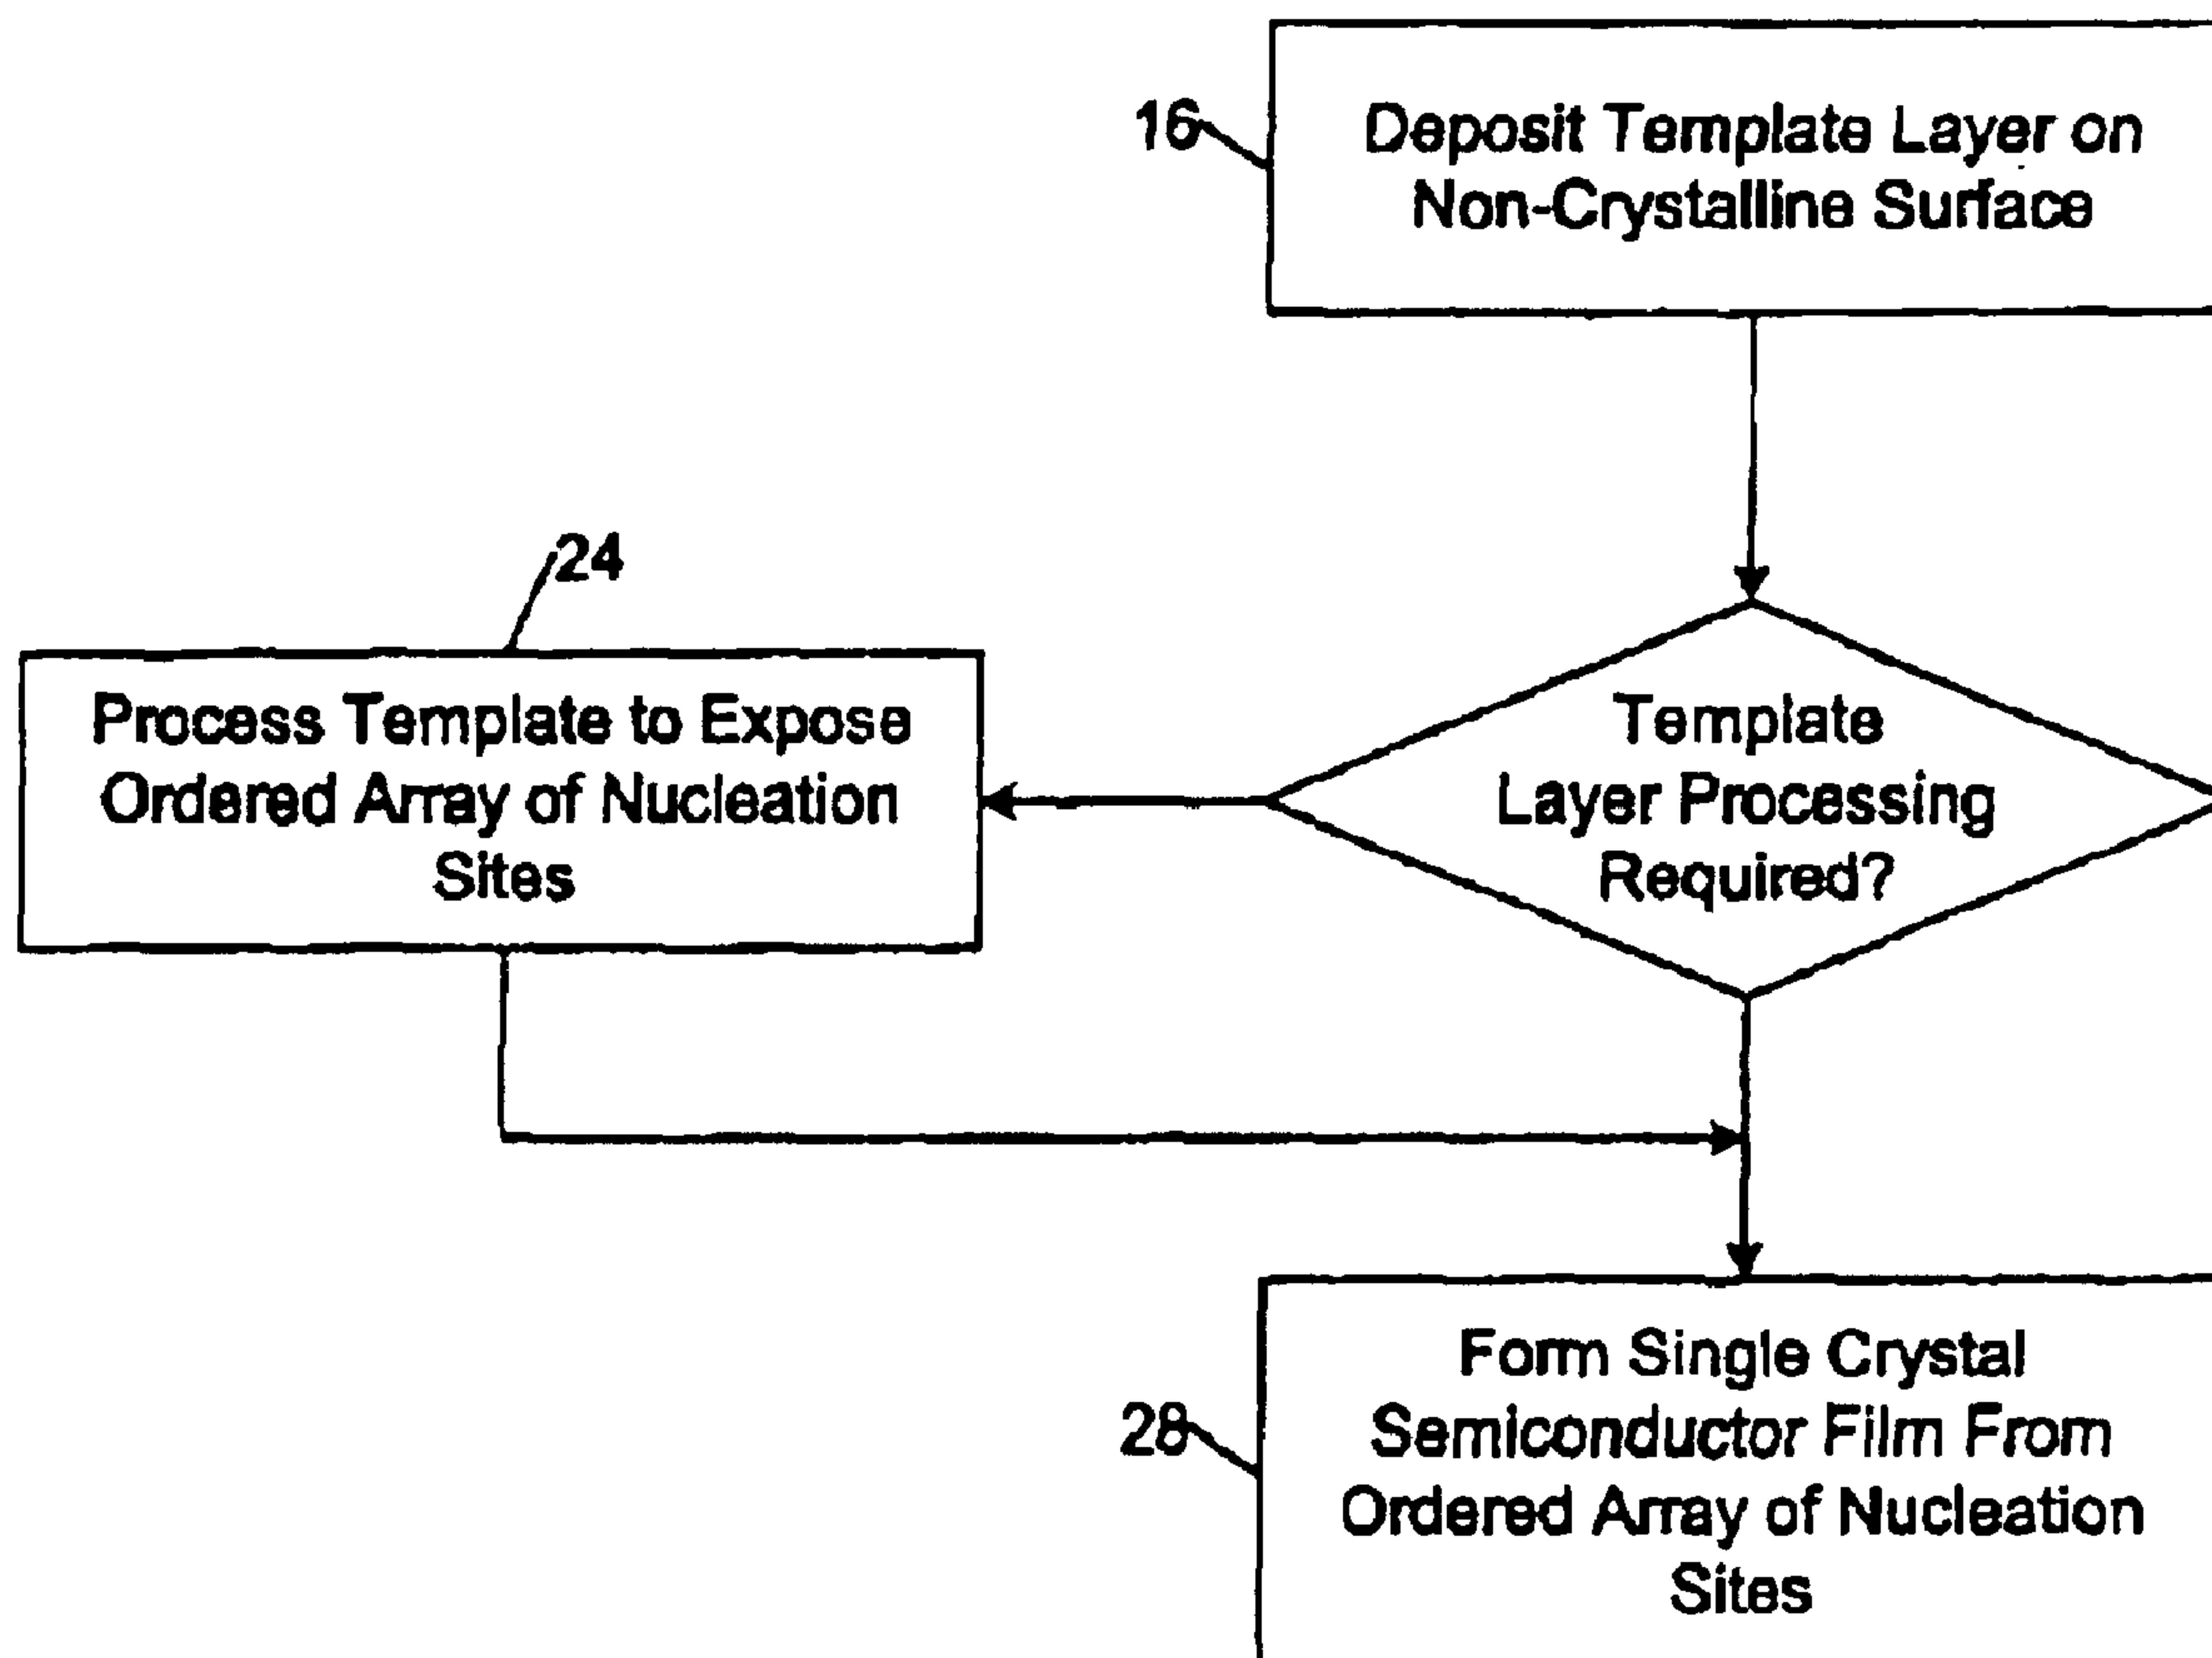 16
Deposit Template Layer on
Non-Crystalline Surface
24
Process Template to Expose
Ordered Array of Nucleation
Sites
Template
Layer Processing
Required?
28
Form Single Crystal
Semiconductor Film From
Ordered Array of Nucleation
Sites